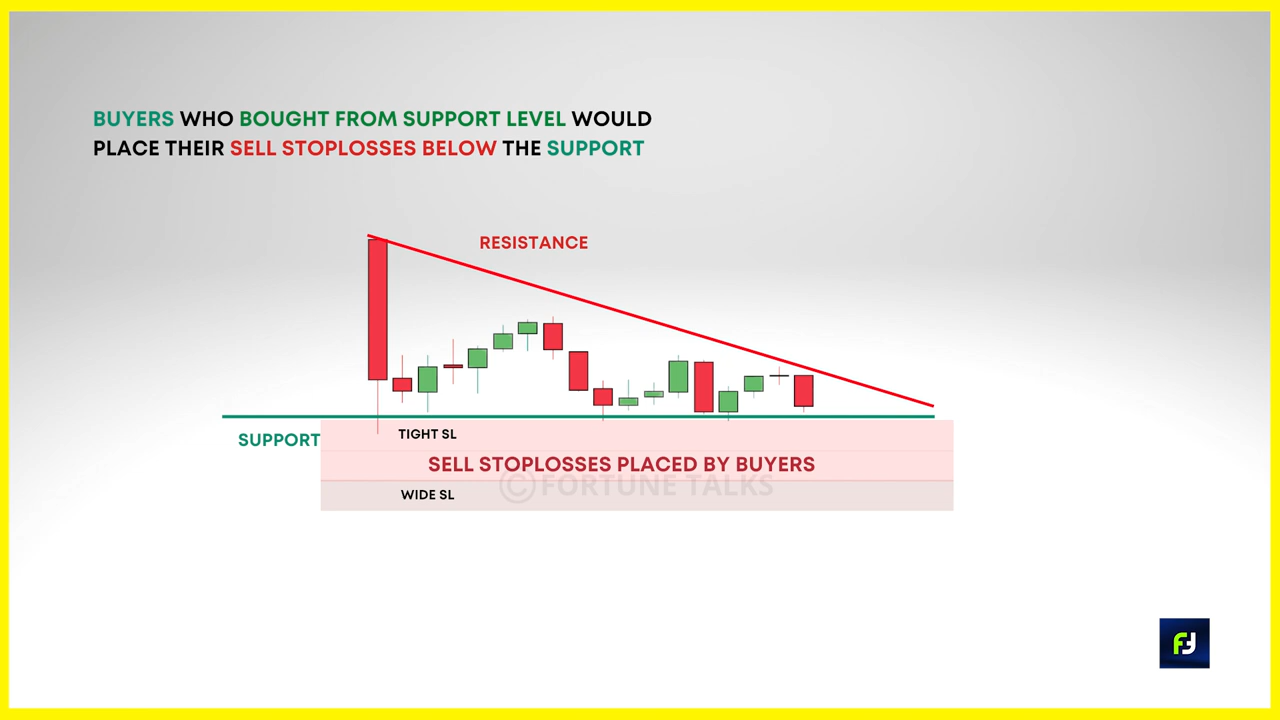 BUYERS WHO BOUGHT FROM SUPPORT LEVEL WOULD
PLACE THEIR SELL STOPLOSSES BELOW THE SUPPORT
RESISTANCE
SUPPORT
TIGHT SL
SELL STOPLOSSES PLACED BY BUYERS
© FORTUNE TALKS
WIDE SL